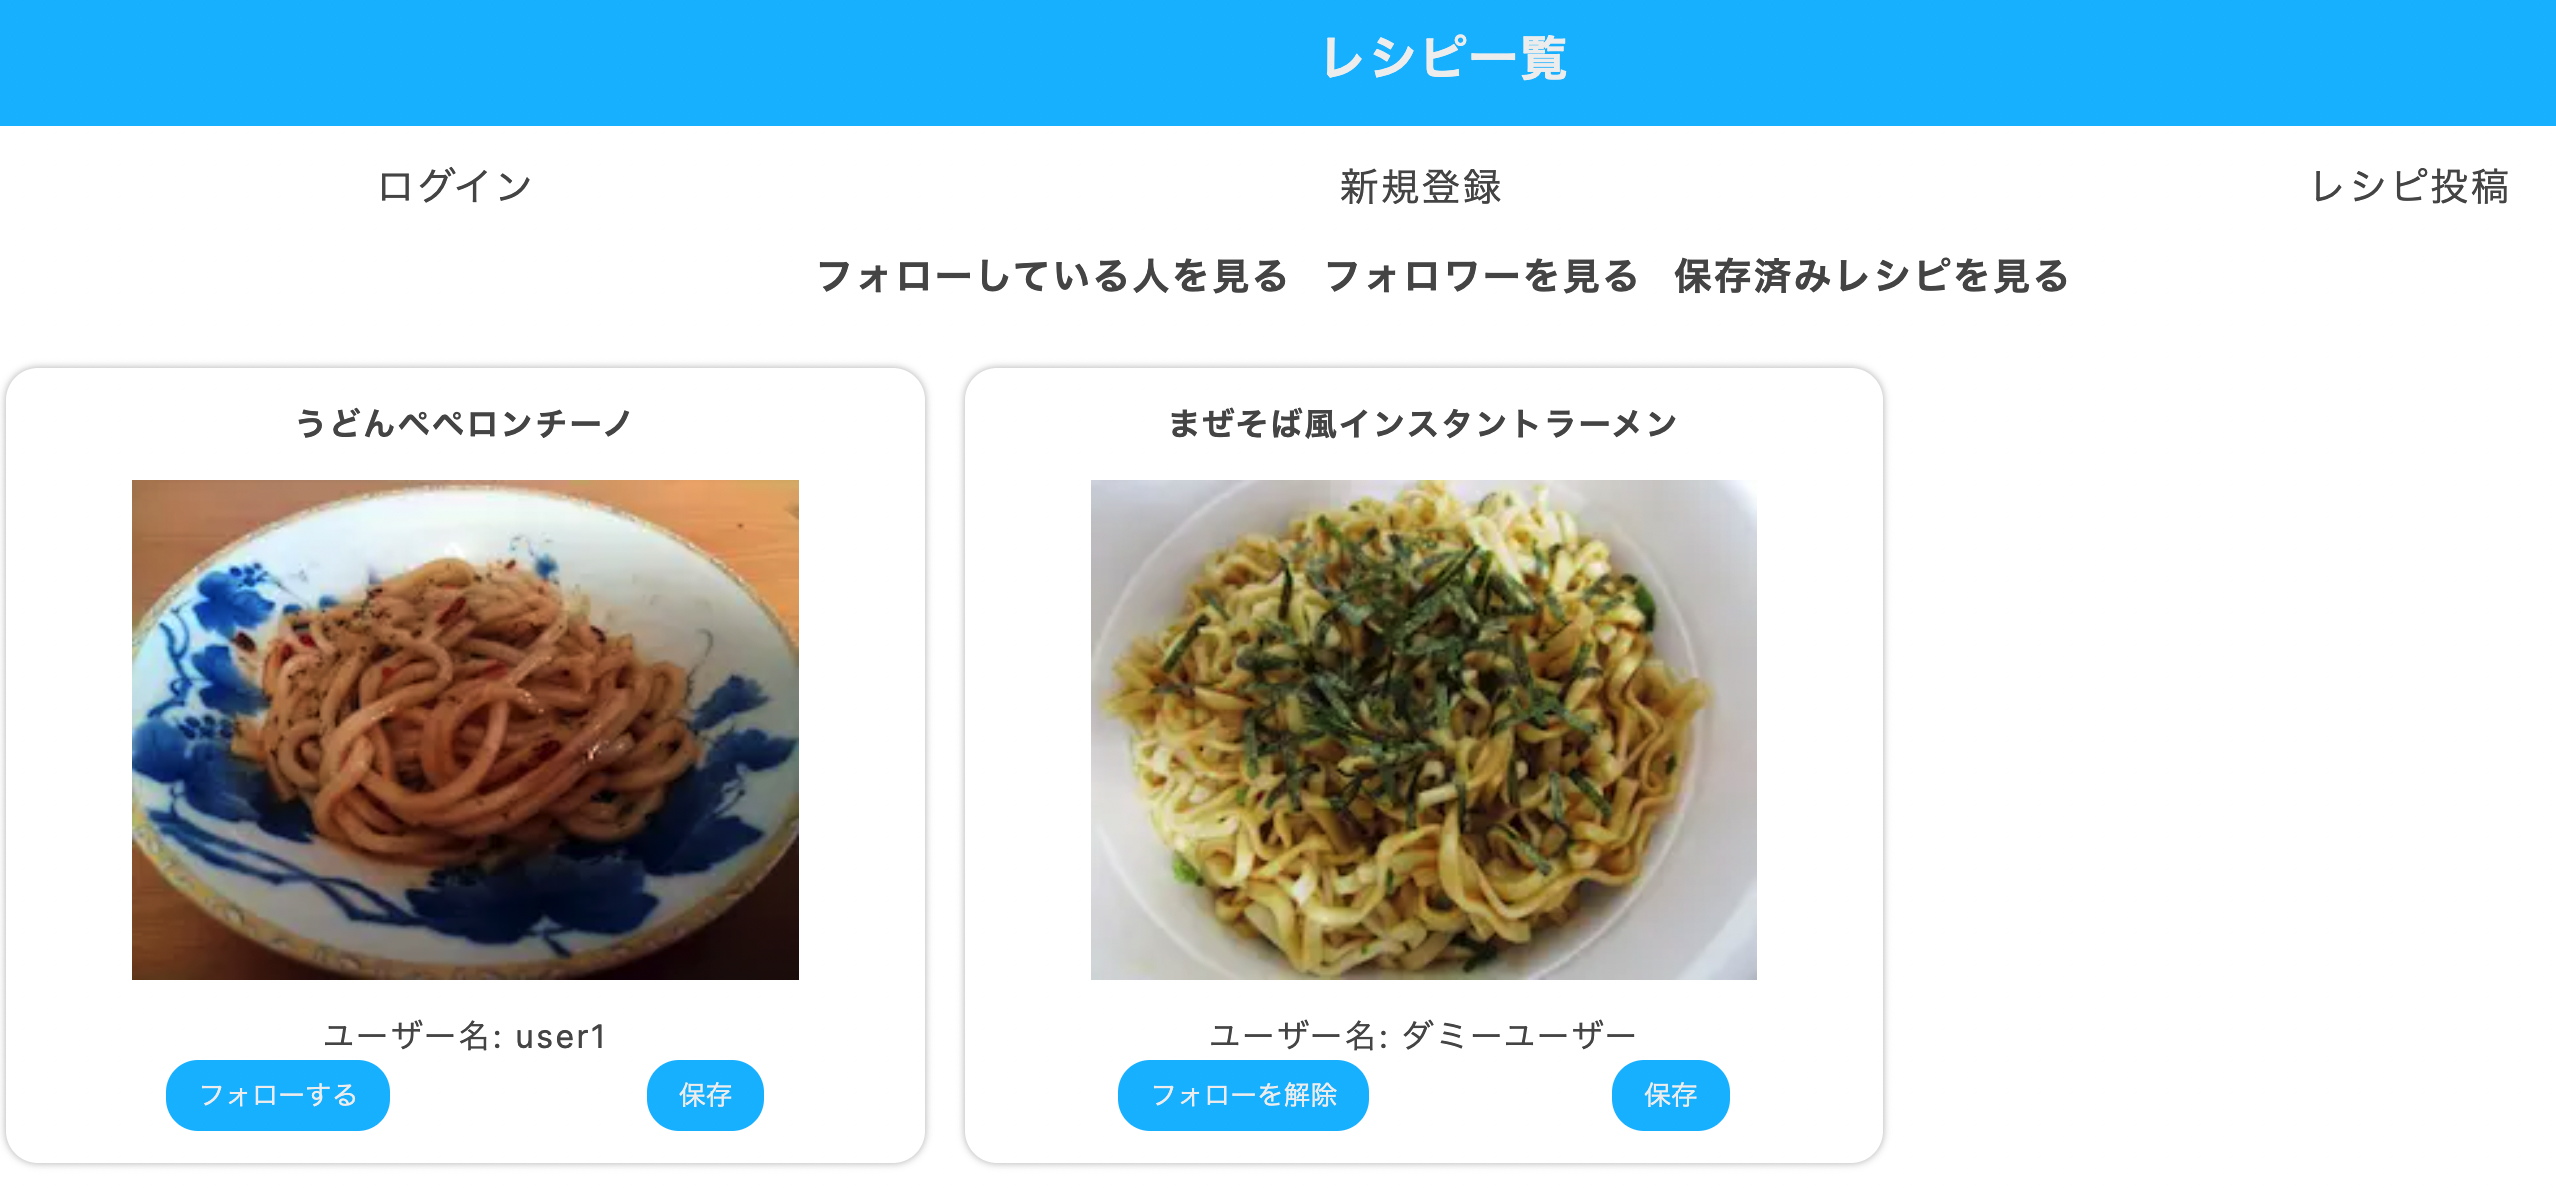 レシピ一覧
ログイン 新規登録 レシピ投稿
フォローしている人を見る フォロワーを見る 保存済みレシピを見る
うどんペペロンチーノ
ユーザー名: user1
フォローする 保存
まぜそば風インスタントラーメン
ユーザー名: ダミーユーザー
フォローを解除 保存